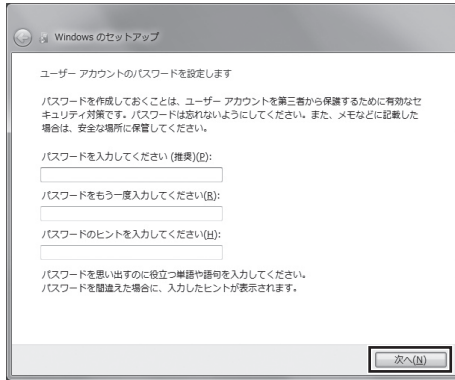 Windows のセットアップ
ユーザー アカウントのパスワードを設定します
パスワードを作成しておくことは、ユーザー アカウントを第三者から保護するために有効なセ
キュリティ対策です。パスワードは忘れないようにしてください。また、メモなどに記載した
場合は、安全な場所に保管してください。
パスワードを入力してください (推奨)(P):
パスワードをもう一度入力してください(R):
パスワードのヒントを入力してください(H):
パスワードを思い出すのに役立つ単語や語句を入力してください。
パスワードを間違えた場合に、入力したヒントが表示されます。
次へ(N)